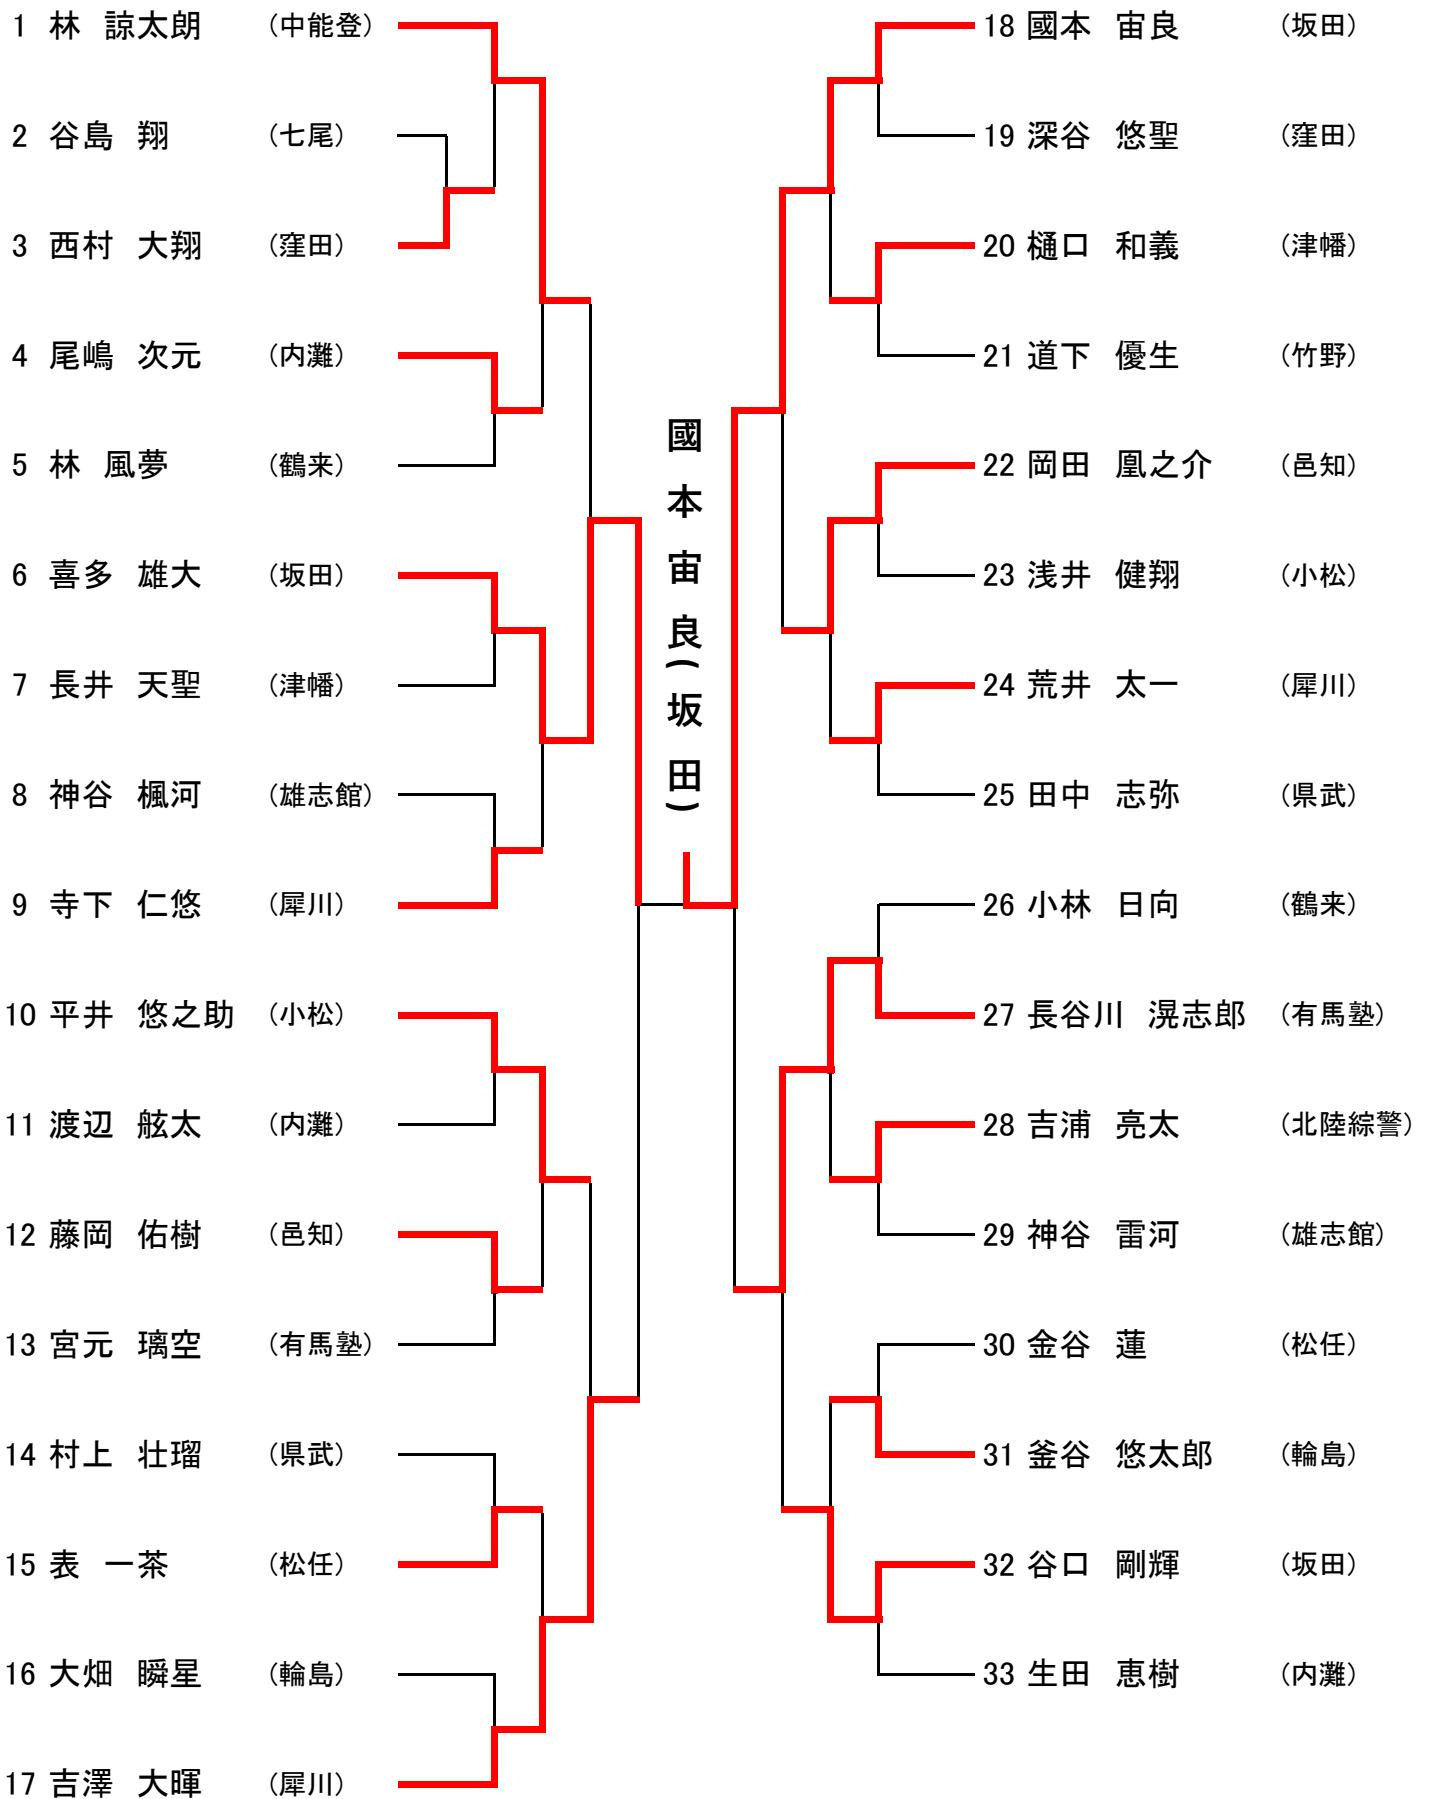 1 林 諒太朗 (中能登)
2 谷島 翔 (七尾)
3 西村 大翔 (窪田)
4 尾嶋 次元 (内灘)
5 林 風夢 (鶴来)
6 喜多 雄大 (坂田)
7 長井 天聖 (津幡)
8 神谷 楓河 (雄志館)
9 寺下 仁悠 (犀川)
10 平井 悠之助 (小松)
11 渡辺 舷太 (内灘)
12 藤岡 佑樹 (邑知)
13 宮元 璃空 (有馬塾)
14 村上 壮瑠 (県武)
15 表 一茶 (松任)
16 大畑 瞬星 (輪島)
17 吉澤 大暉 (犀川)
國本宙良(坂田)
18 國本 宙良 (坂田)
19 深谷 悠聖 (窪田)
20 樋口 和義 (津幡)
21 道下 優生 (竹野)
22 岡田 凰之介 (邑知)
23 浅井 健翔 (小松)
24 荒井 太一 (犀川)
25 田中 志弥 (県武)
26 小林 日向 (鶴来)
27 長谷川 滉志郎 (有馬塾)
28 吉浦 亮太 (北陸綜警)
29 神谷 雷河 (雄志館)
30 金谷 蓮 (松任)
31 釜谷 悠太郎 (輪島)
32 谷口 剛輝 (坂田)
33 生田 恵樹 (内灘)